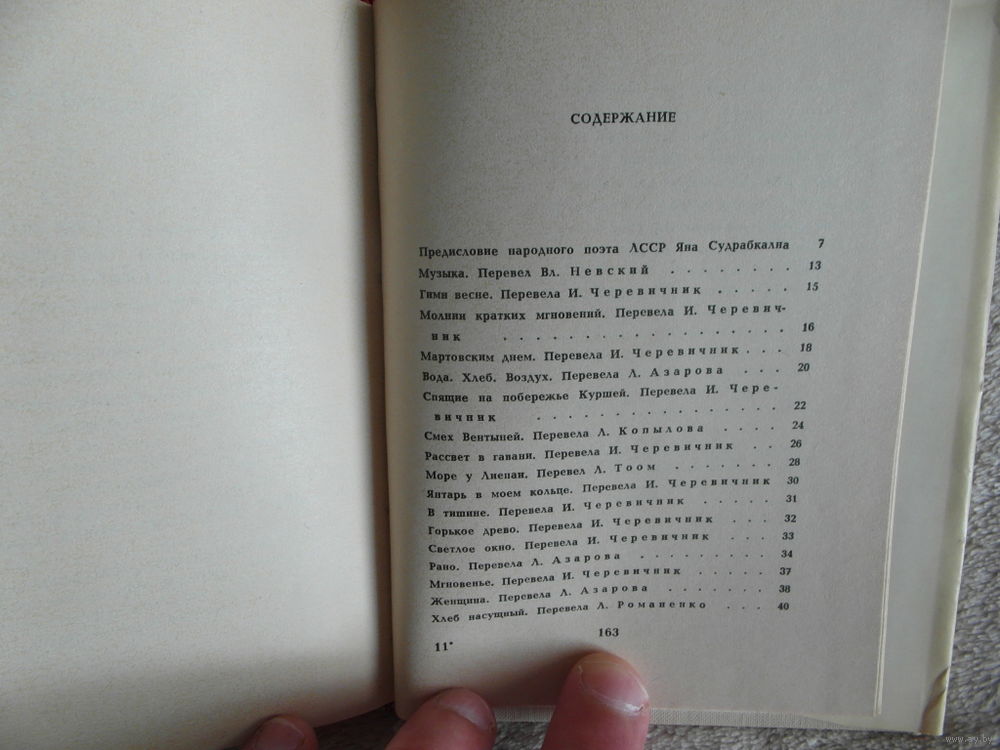 СОДЕРЖАНИЕ
Предисловие народного поэта ЛССР Яна Судрабкална 7
Музыка. Перевел Вл. Невский . . . . . . . 13
Гимн весне. Перевела И. Черевичник . . . . . 15
Молнии кратких мгновений. Перевела И. Черевич-
ник . . . . . . . . . . . . . . . . 16
Мартовским днем. Перевела И. Черевичник . . . 18
Вода. Хлеб. Воздух. Перевела Л. Азарова . . . 20
Спящие на побережье Куршей. Перевела И. Чере-
вичник . . . . . . . . . . . . . . 22
Смех Вентыней. Перевела Л. Копылова . . . . 24
Рассвет в гавани. Перевела И. Черевичник . . 26
Море у Лиепаи. Перевел Л. Тоом . . . . . . 28
Янтарь в моем кольце. Перевела И. Черевичник 30
В тишине. Перевела И. Черевичник . . . . . 31
Горькое древо. Перевела И. Черевичник . . . 32
Светлое окно. Перевела И. Черевичник . . . 33
Рано. Перевела Л. Азарова . . . . . . . . 34
Мгновенье. Перевела И. Черевичник . . . . . 37
Женщина. Перевела Л. Азарова . . . . . . 38
Хлеб насущный. Перевела Л. Романенко . . . 40
11* 163
www.ay.by